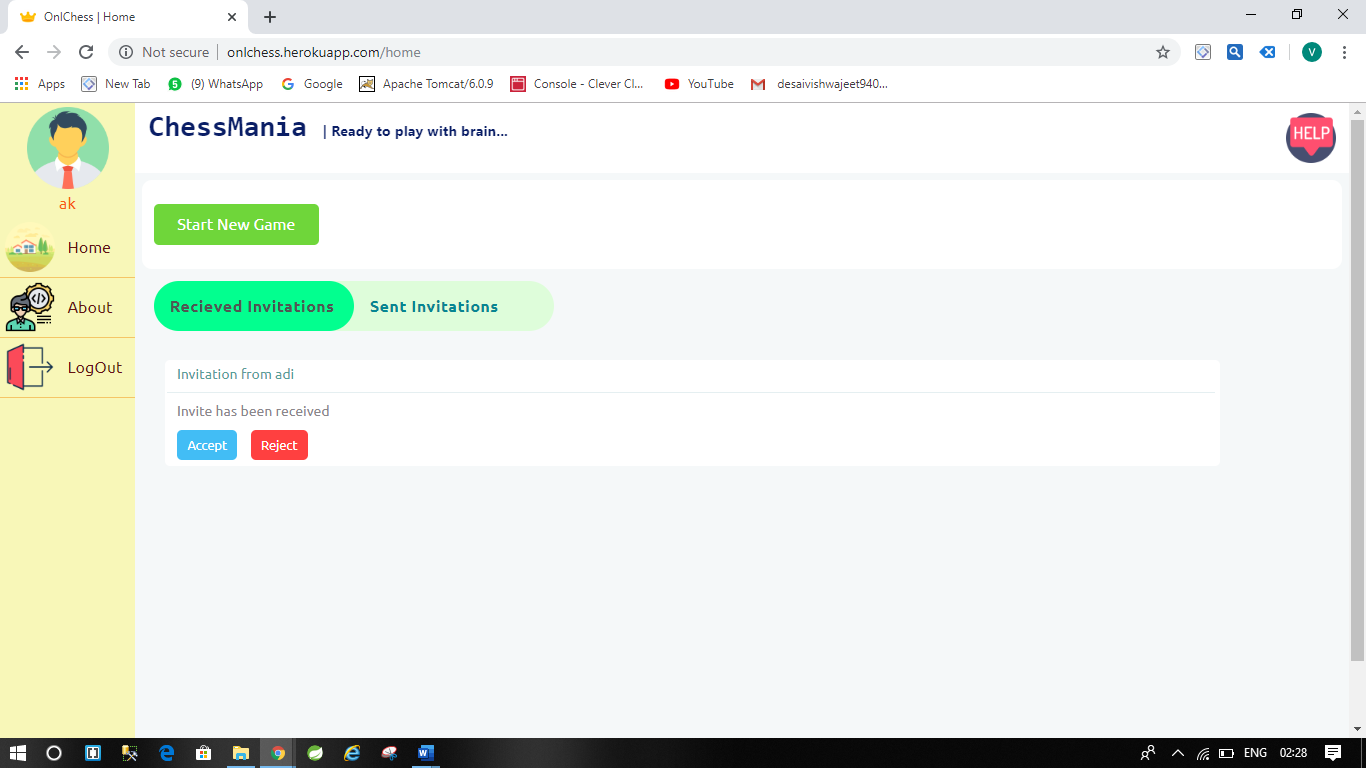 OnlChess | Home
Not secure | onlchess.herokuapp.com/home
V
Apps New Tab 5 (9) WhatsApp Google Apache Tomcat/6.0.9 Console - Clever Cl... YouTube desaivishwajeet940...
ChessMania | Ready to play with brain...
HELP
ak
Start New Game
Home
Recieved Invitations Sent Invitations
About
LogOut
Invitation from adi
Invite has been received
Accept Reject
ENG 02:28